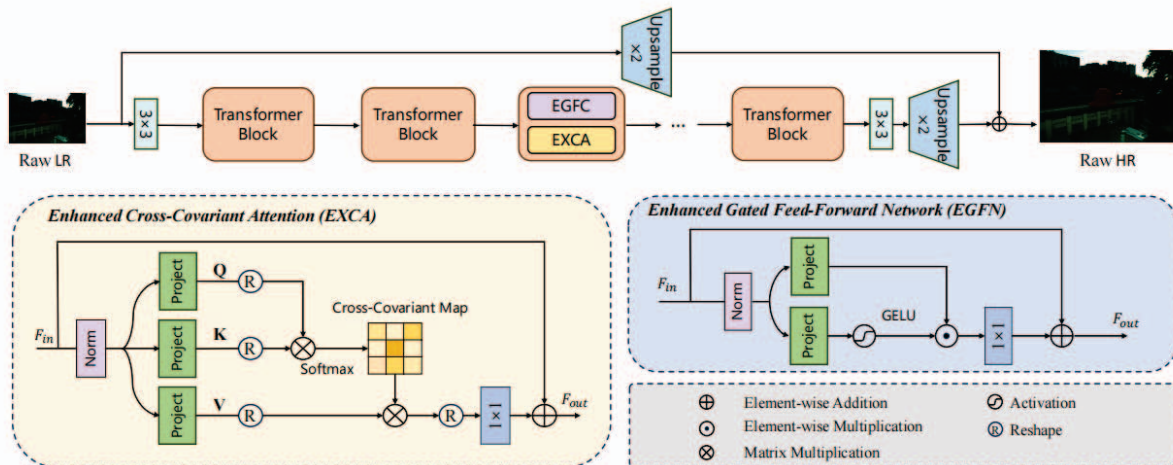 Upsample
×2
Raw LR
3×3
Transformer
Block
Transformer
Block
EGFC
EXCA
...
Transformer
Block
3×3
Upsample
×2
Raw HR
Enhanced Cross-Covariant Attention (EXCA)
F_in
Norm
Project
Q
R
Project
K
R
Softmax
Cross-Covariant Map
Project
V
R
R
1×1
F_out
Enhanced Gated Feed-Forward Network (EGFN)
F_in
Norm
Project
Project
GELU
1×1
F_out
Element-wise Addition
Activation
Element-wise Multiplication
R Reshape
Matrix Multiplication